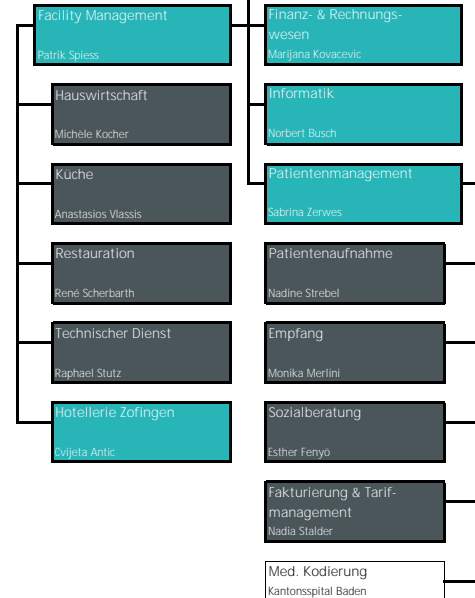 Facility Management
Patrik Spiess
Hauswirtschaft
Michèle Kocher
Küche
Anastasios Vlassis
Restauration
René Scherbarth
Technischer Dienst
Raphael Stutz
Hotellerie Zofingen
Cvijeta Antic
Finanz- & Rechnungs-
wesen
Marijana Kovacevic
Informatik
Norbert Busch
Patientenmanagement
Sabrina Zerwes
Patientenaufnahme
Nadine Strebel
Empfang
Monika Merlini
Sozialberatung
Esther Fenyö
Fakturierung & Tarif-
management
Nadia Stalder
Med. Kodierung
Kantonsspital Baden